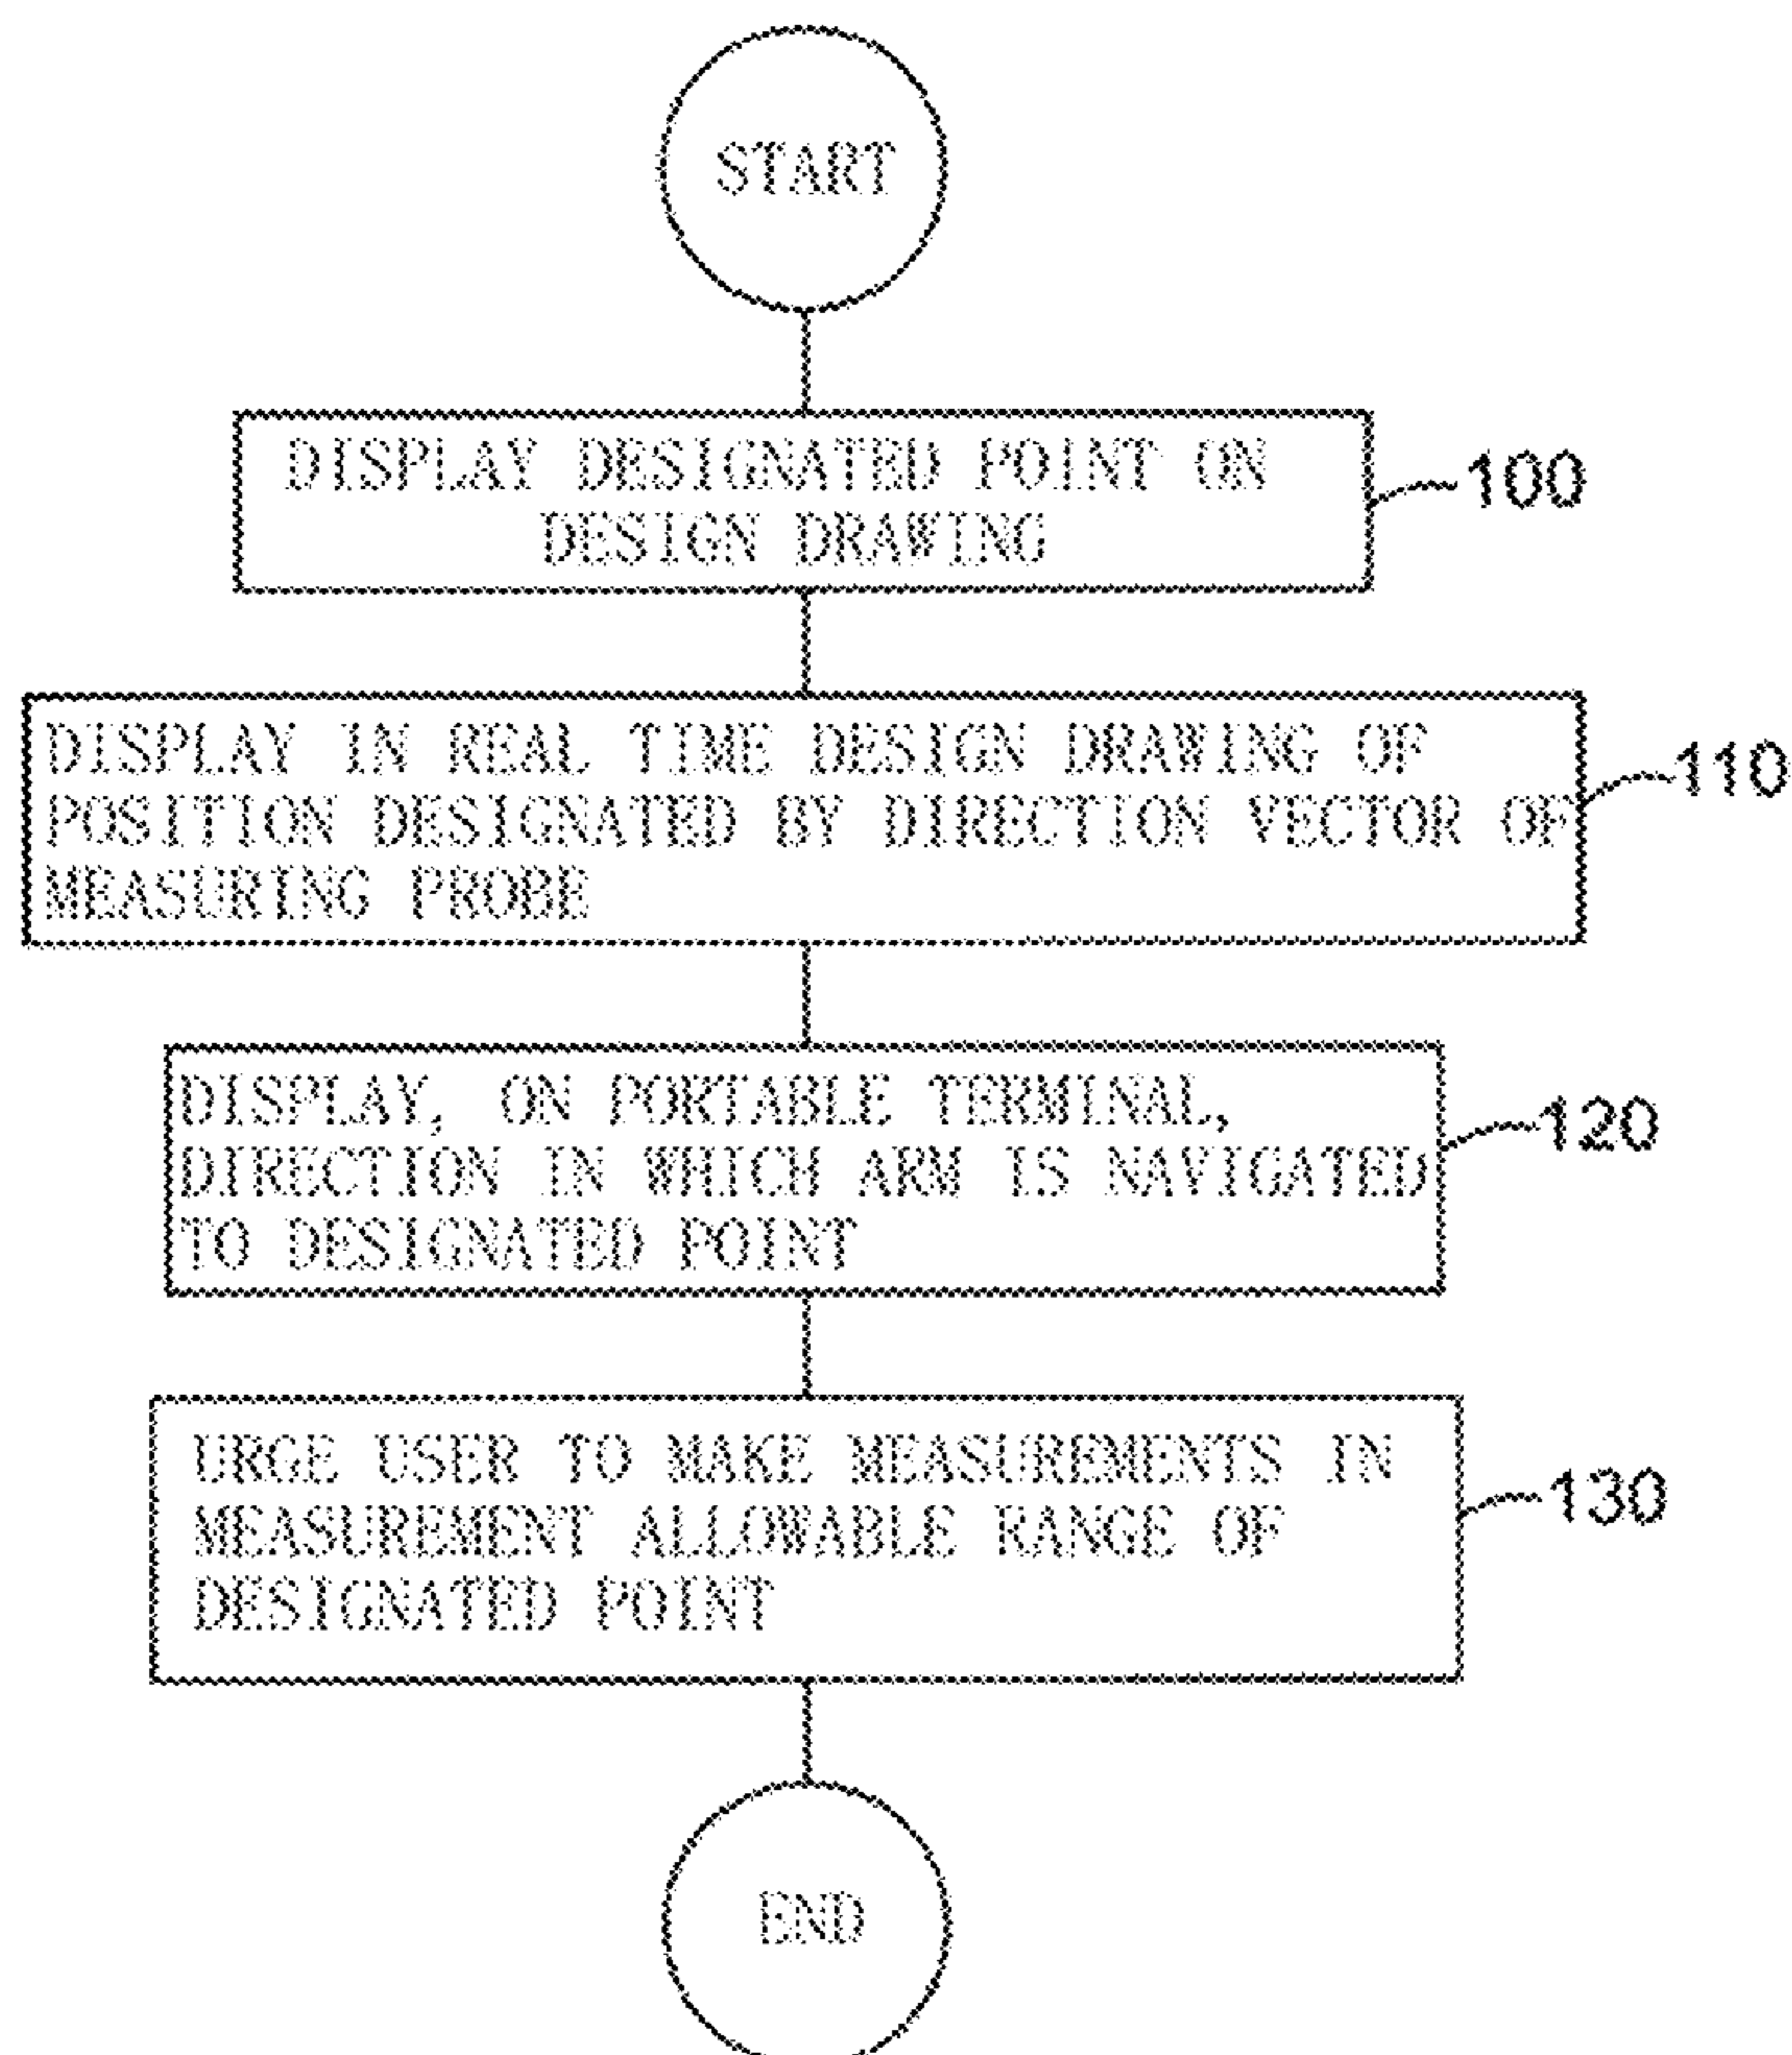 START
DISPLAY DESIGNATED POINT ON
DESIGN DRAWING
100
DISPLAY IN REAL TIME DESIGN DRAWING OF
POSITION DESIGNATED BY DIRECTION VECTOR OF
MEASURING PROBE
110
DISPLAY, ON PORTABLE TERMINAL,
DIRECTION IN WHICH ARM IS NAVIGATED
TO DESIGNATED POINT
120
URGE USER TO MAKE MEASUREMENTS IN
MEASUREMENT ALLOWABLE RANGE OF
DESIGNATED POINT
130
END